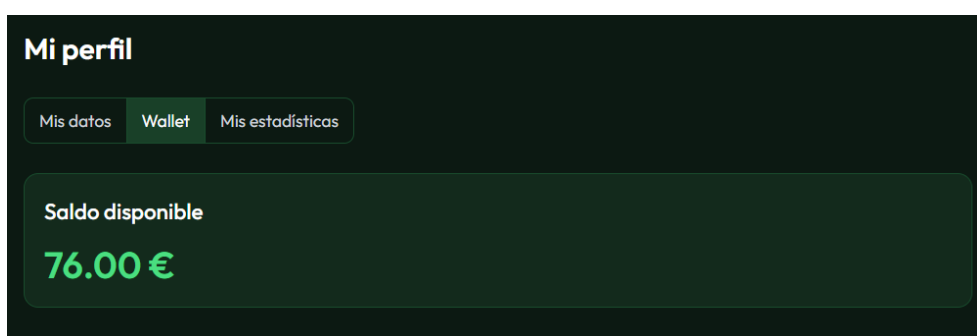 Mi perfil
Mis datos Wallet Mis estadísticas
Saldo disponible
76.00 €